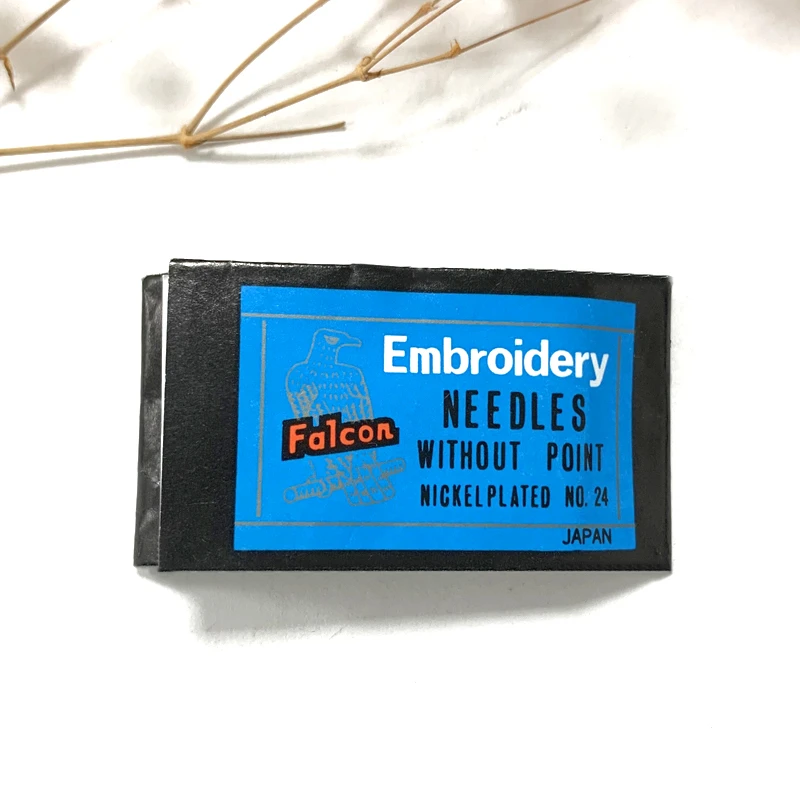 Embroidery
NEEDLES
Falcon
WITHOUT POINT
NICKELPLATED NO. 24
JAPAN